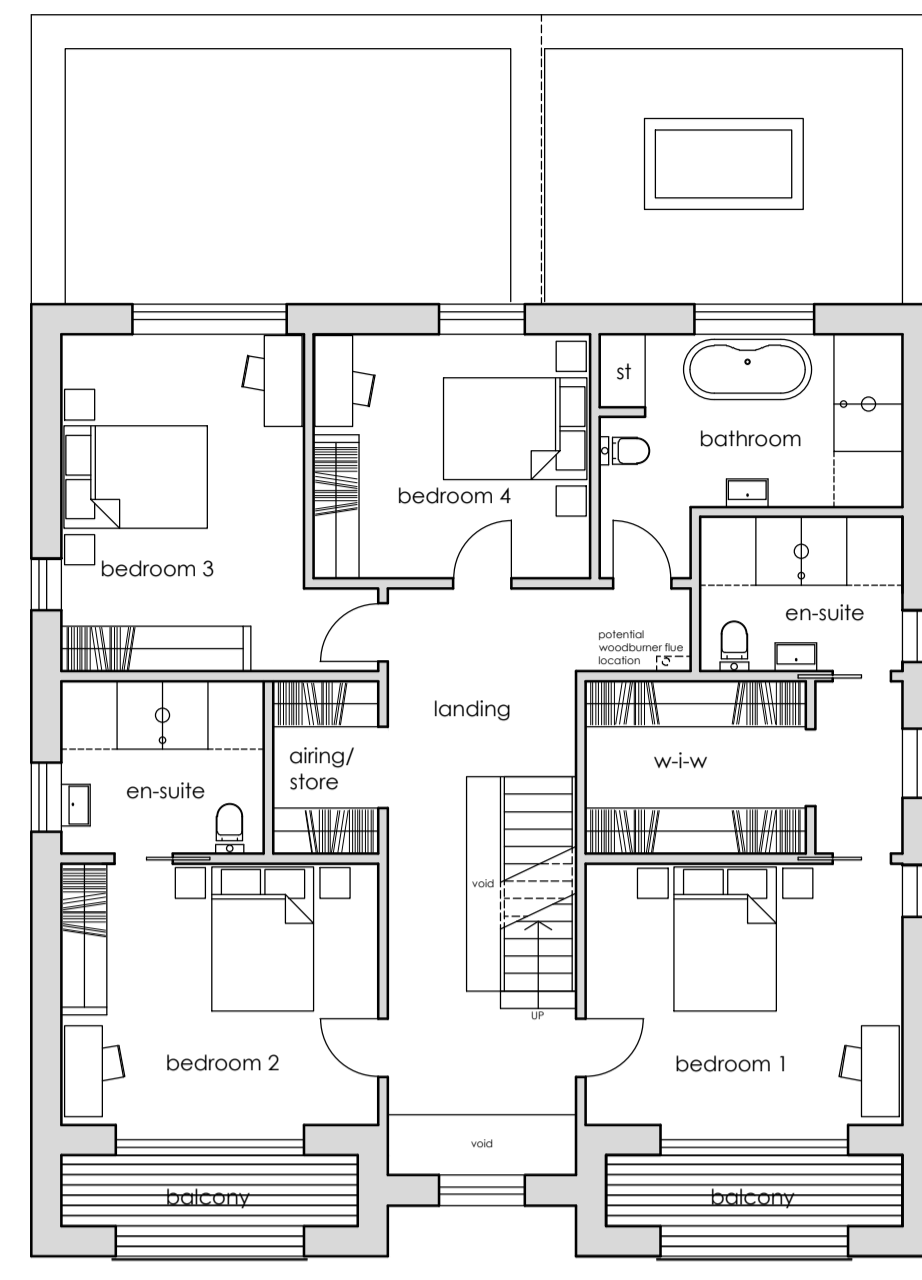 st
bathroom
bedroom 4
bedroom 3
en-suite
potential
woodburner flue
location
landing
airing/
store
w-i-w
en-suite
void
UP
bedroom 2
bedroom 1
void
balcony
balcony